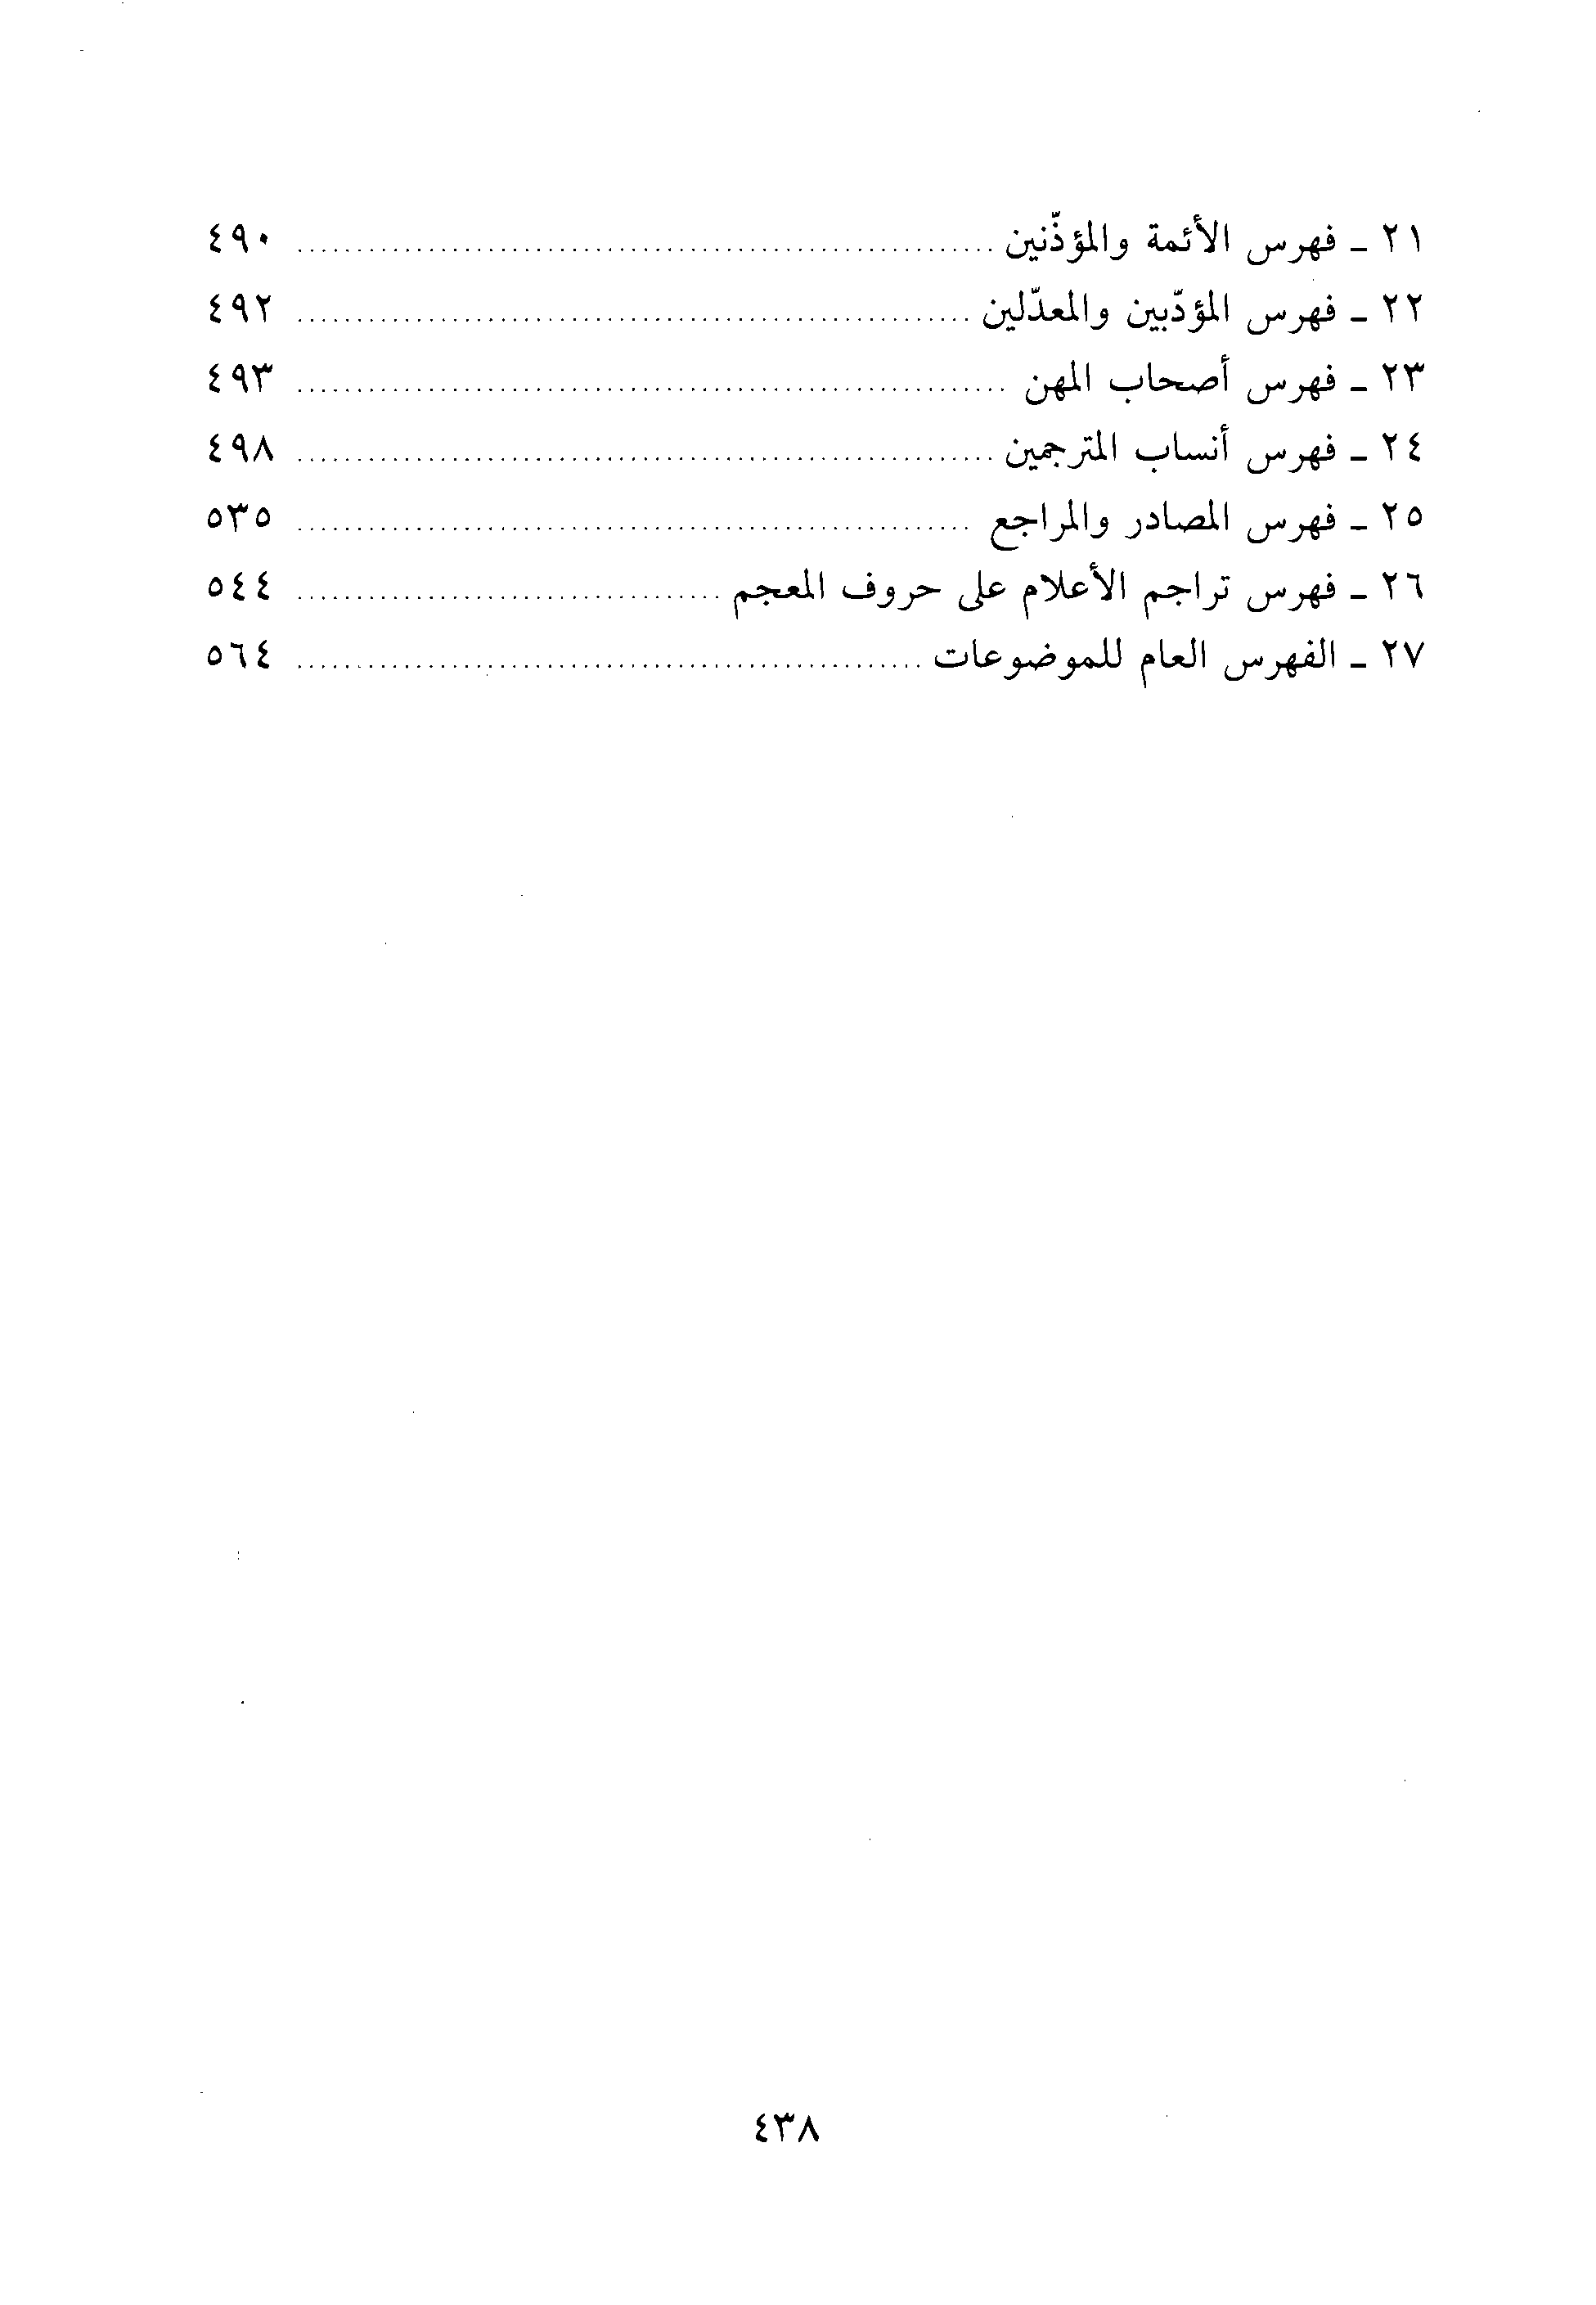 ٢١ ـ فهرس الأئمة والمؤذّنين ........................................................ ٤٩٠
٢٢ ـ فهرس المؤدّبين والمعدّلين ........................................................ ٤٩٢
٢٣ ـ فهرس أصحاب المهن ........................................................ ٤٩٣
٢٤ ـ فهرس أنساب المترجمين ........................................................ ٤٩٨
٢٥ ـ فهرس المصادر والمراجع ........................................................ ٥٣٥
٢٦ ـ فهرس تراجم الأعلام على حروف المعجم .................................... ٥٤٤
٢٧ ـ الفهرس العام للموضوعات .................................................... ٥٦٤
٤٣٨